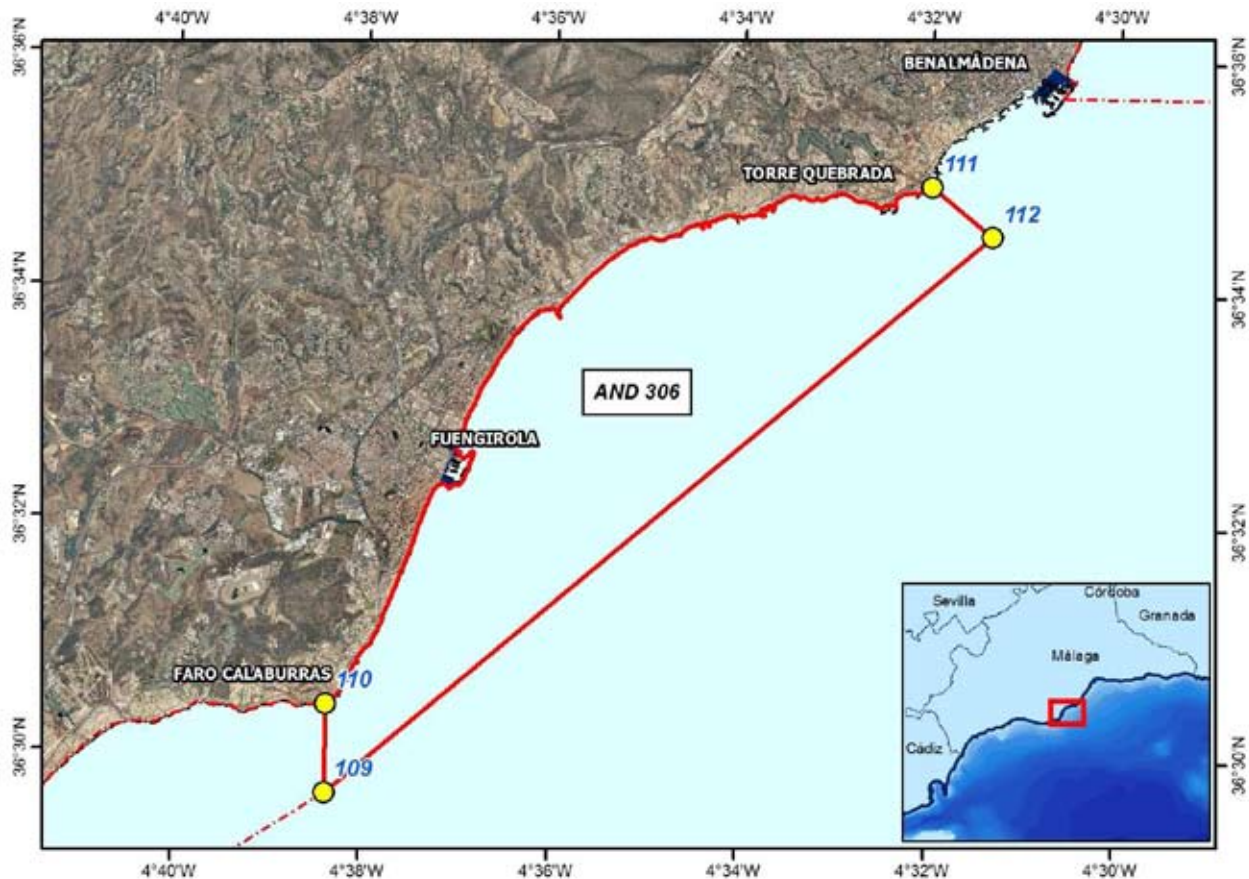 4°40'W 4°38'W 4°36'W 4°34'W 4°32'W 4°30'W
36°36'N
36°36'N
BENALMÁDENA
111
TORRE QUEBRADA
112
36°34'N
36°34'N
AND 306
FUENGIROLA
36°32'N
36°32'N
Sevilla
Córdoba
Granada
Málaga
Cádiz
FARO CALABURRAS
110
36°30'N
36°30'N
109
4°40'W 4°38'W 4°36'W 4°34'W 4°32'W 4°30'W